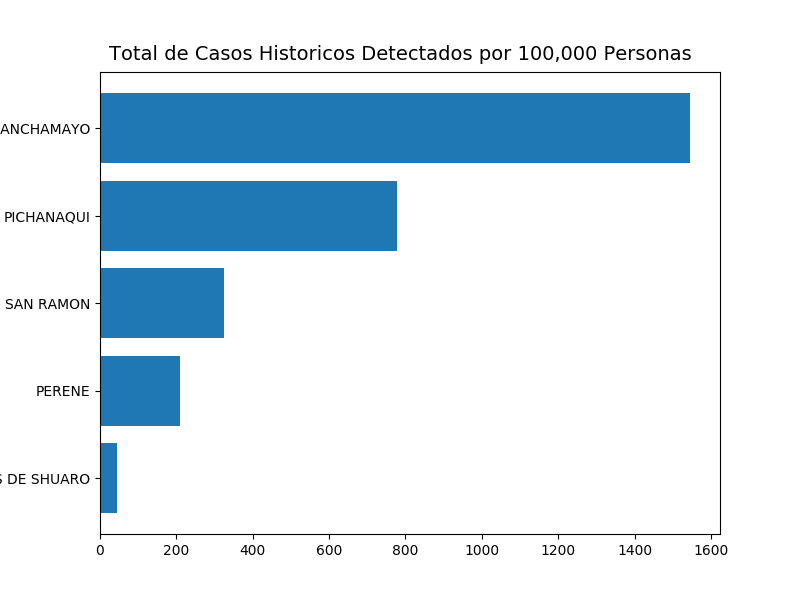 Total de Casos Historicos Detectados por 100,000 Personas
ANCHAMAYO
PICHANAQUI
SAN RAMON
PERENE
S DE SHUARO
0 200 400 600 800 1000 1200 1400 1600